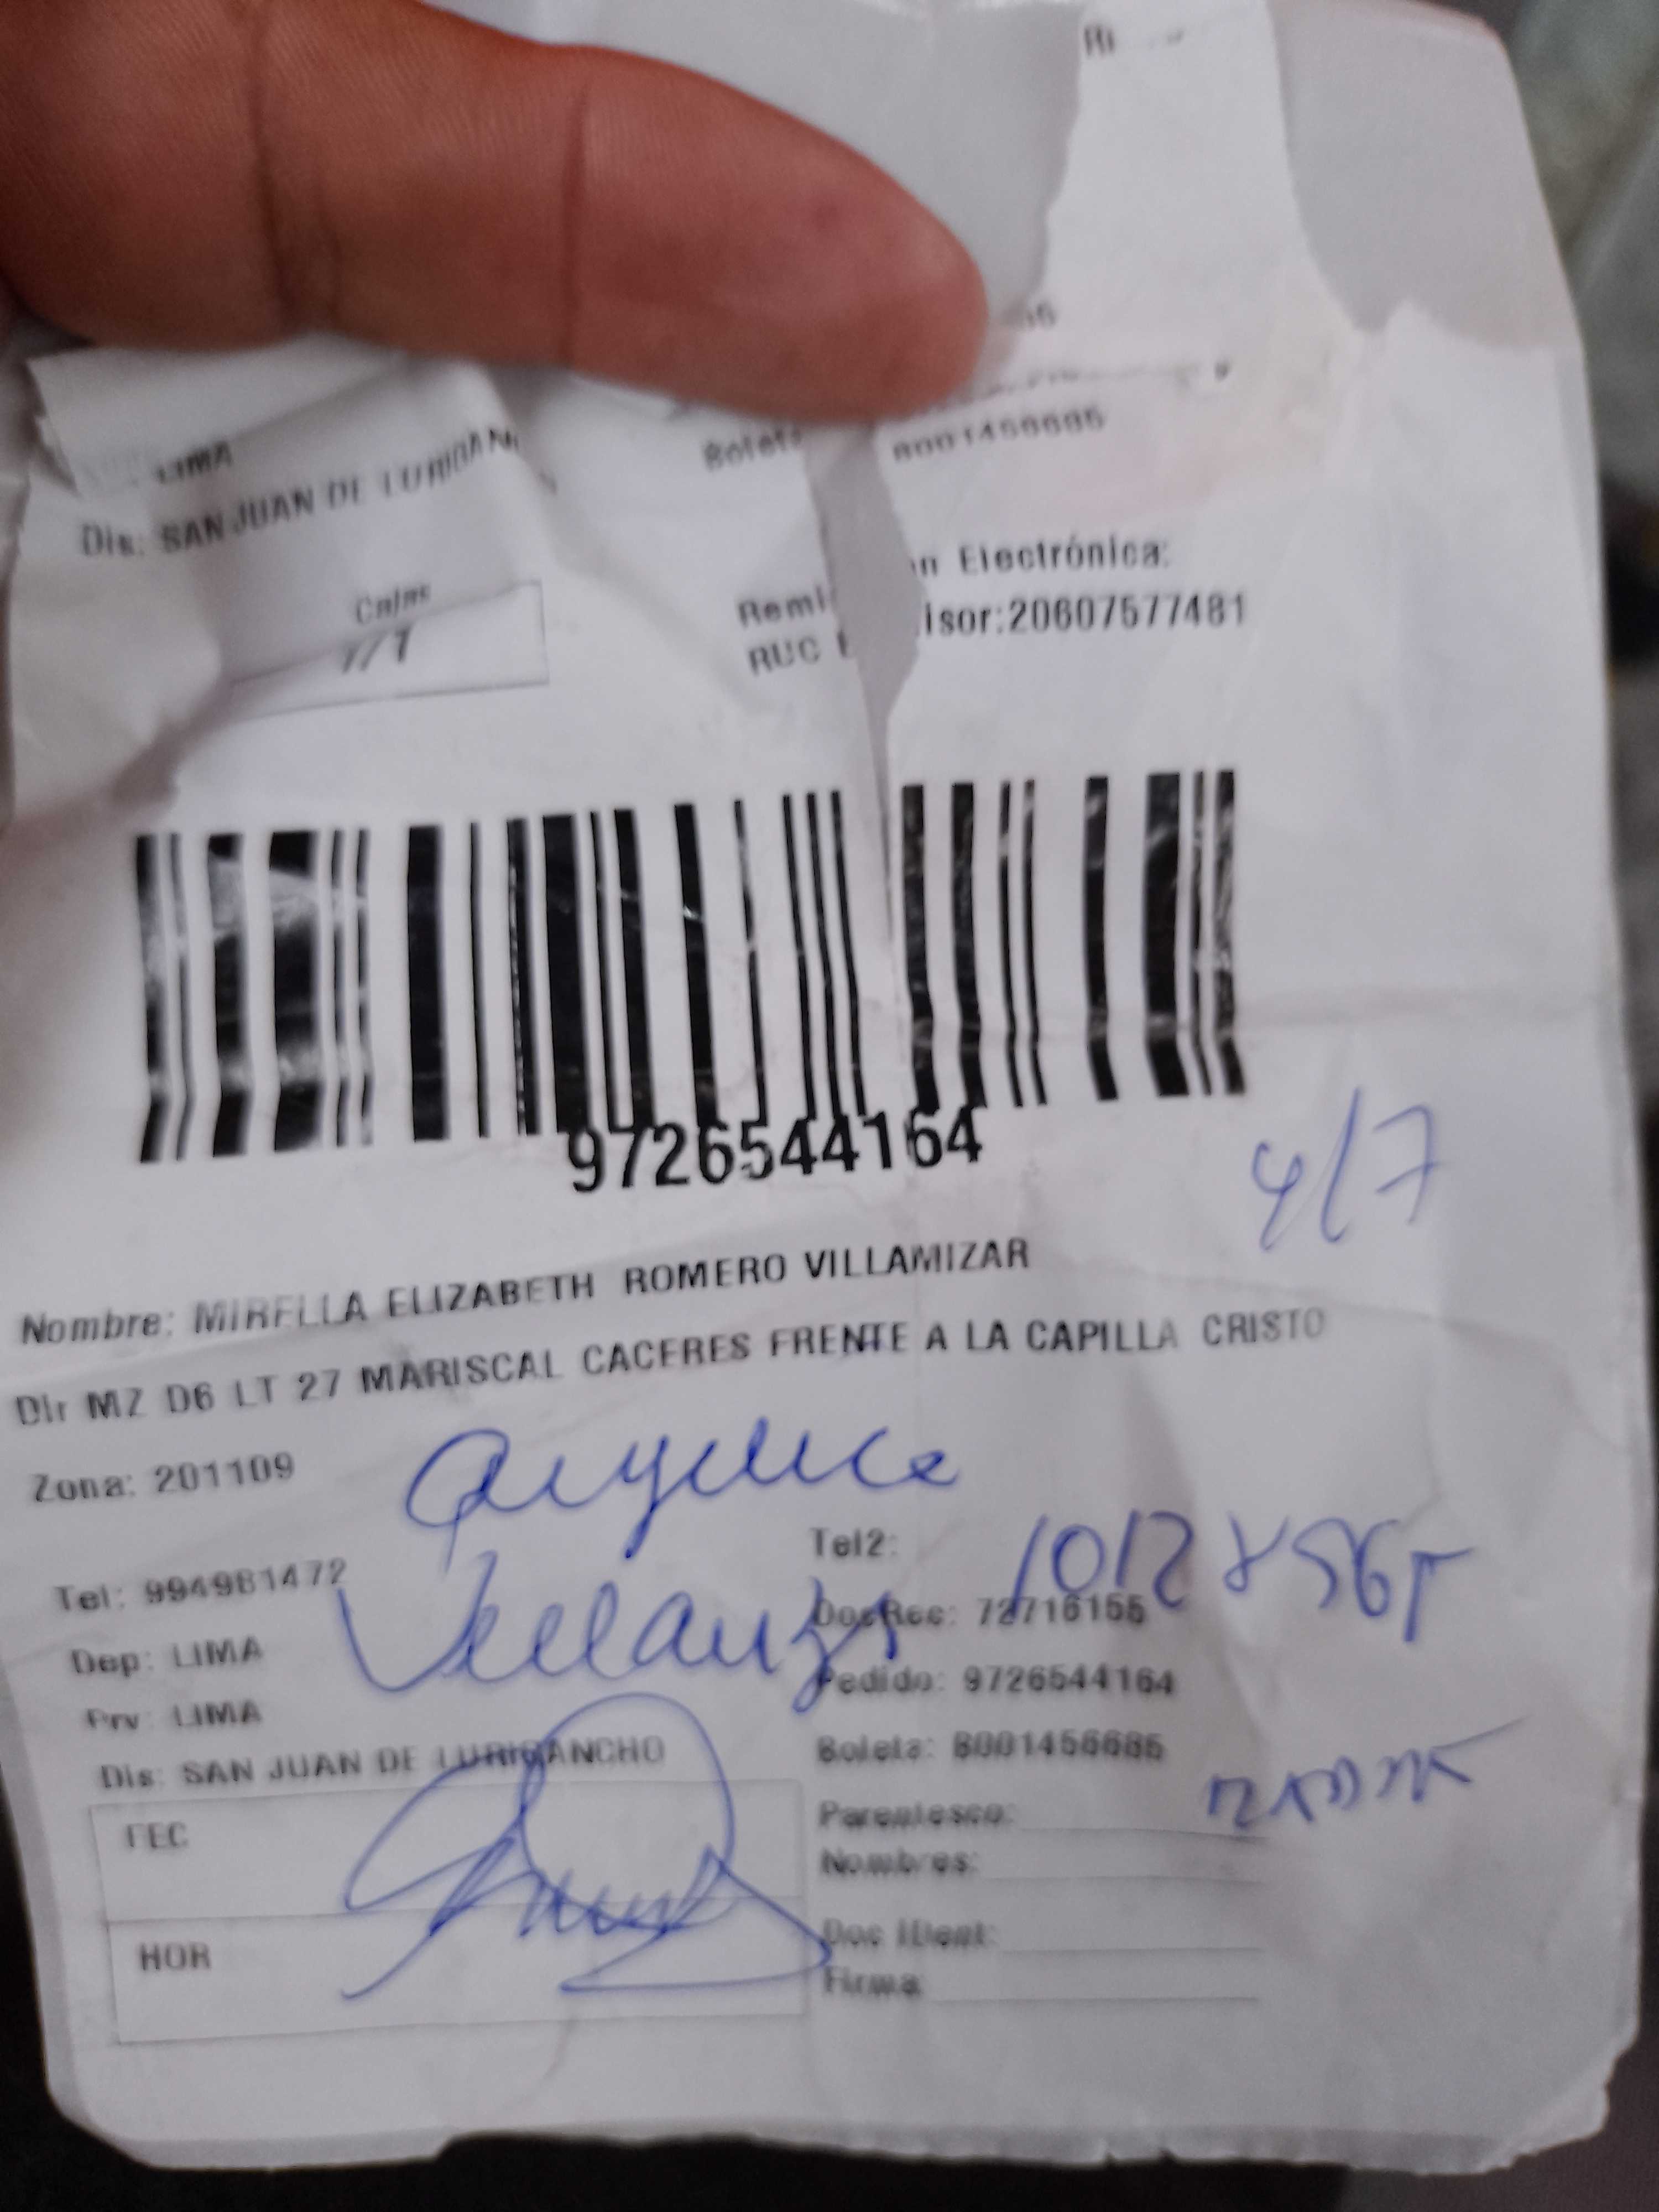 LIMA
Dis: SAN JUAN DE LURIGAN
Boleta B001456685
Cajas
1/1
Remi n Electrónica:
RUC E isor:20607577481
9726544164
4/7
Nombre: MIRELLA ELIZABETH ROMERO VILLAMIZAR
Dir MZ D6 LT 27 MARISCAL CACERES FRENTE A LA CAPILLA CRISTO
Zona: 201109
Tel: 994981472
Tel2:
DocRec: 72716155
Dep: LIMA
Pedido: 9726544164
Prv: LIMA
Boleta: B001456685
Dis: SAN JUAN DE LURIGANCHO
Parentesco:
FEC
Nombres:
Doc Ident:
HOR
Firma